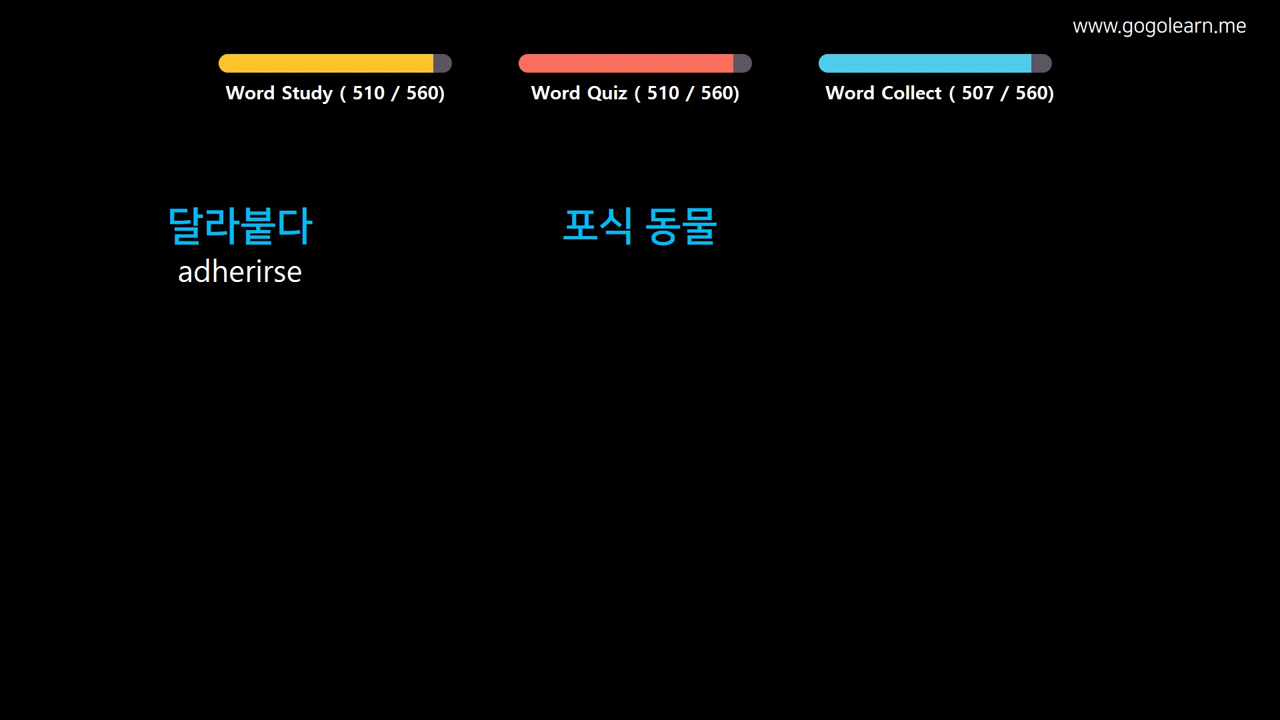 www.gogolearn.me
Word Study ( 510 / 560)
Word Quiz ( 510 / 560)
Word Collect ( 507 / 560)
달라붙다
adherirse
포식 동물